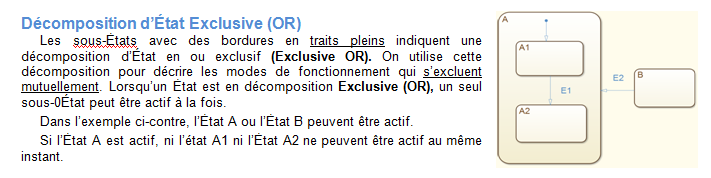 Décomposition d'État Exclusive (OR)
Les sous-États avec des bordures en traits pleins indiquent une
décomposition d'État en ou exclusif (Exclusive OR). On utilise cette
décomposition pour décrire les modes de fonctionnement qui s'excluent
mutuellement. Lorsqu'un État est en décomposition Exclusive (OR), un seul
sous-0État peut être actif à la fois.
Dans l'exemple ci-contre, l'État A ou l'État B peuvent être actif.
Si l'État A est actif, ni l'état A1 ni l'État A2 ne peuvent être actif au même
instant.
A
A1
E1
A2
E2
B